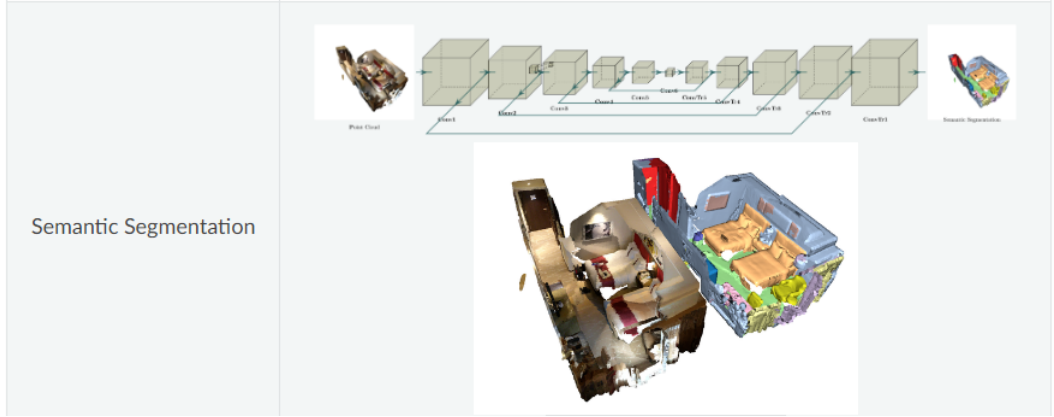 Semantic Segmentation
Point Cloud
Conv1
Conv2
Conv3
Conv4
Conv5
Conv6
ConvTr5
ConvTr4
ConvTr3
ConvTr2
ConvTr1
Semantic Segmentation